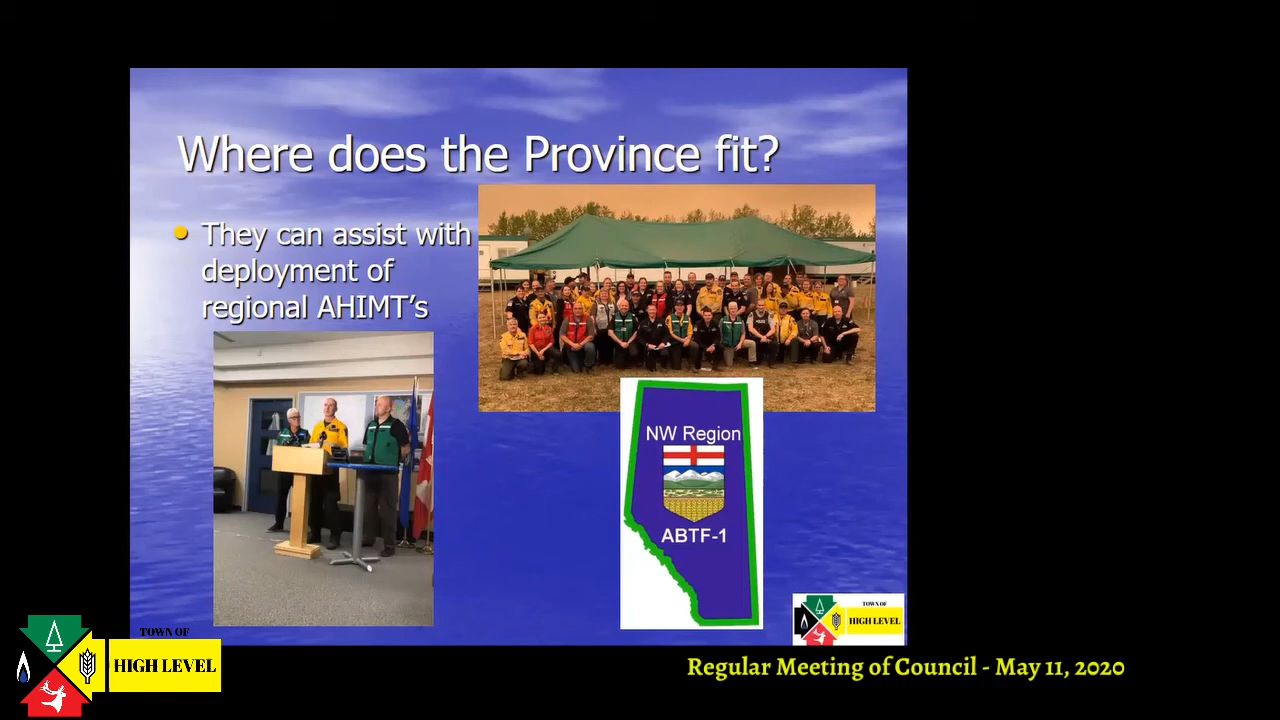 Where does the Province fit?
They can assist with
deployment of
regional AHIMT's
NW Region
ABTF-1
TOWN OF
HIGH LEVEL
TOWN OF
HIGH LEVEL
Regular Meeting of Council - May 11, 2020